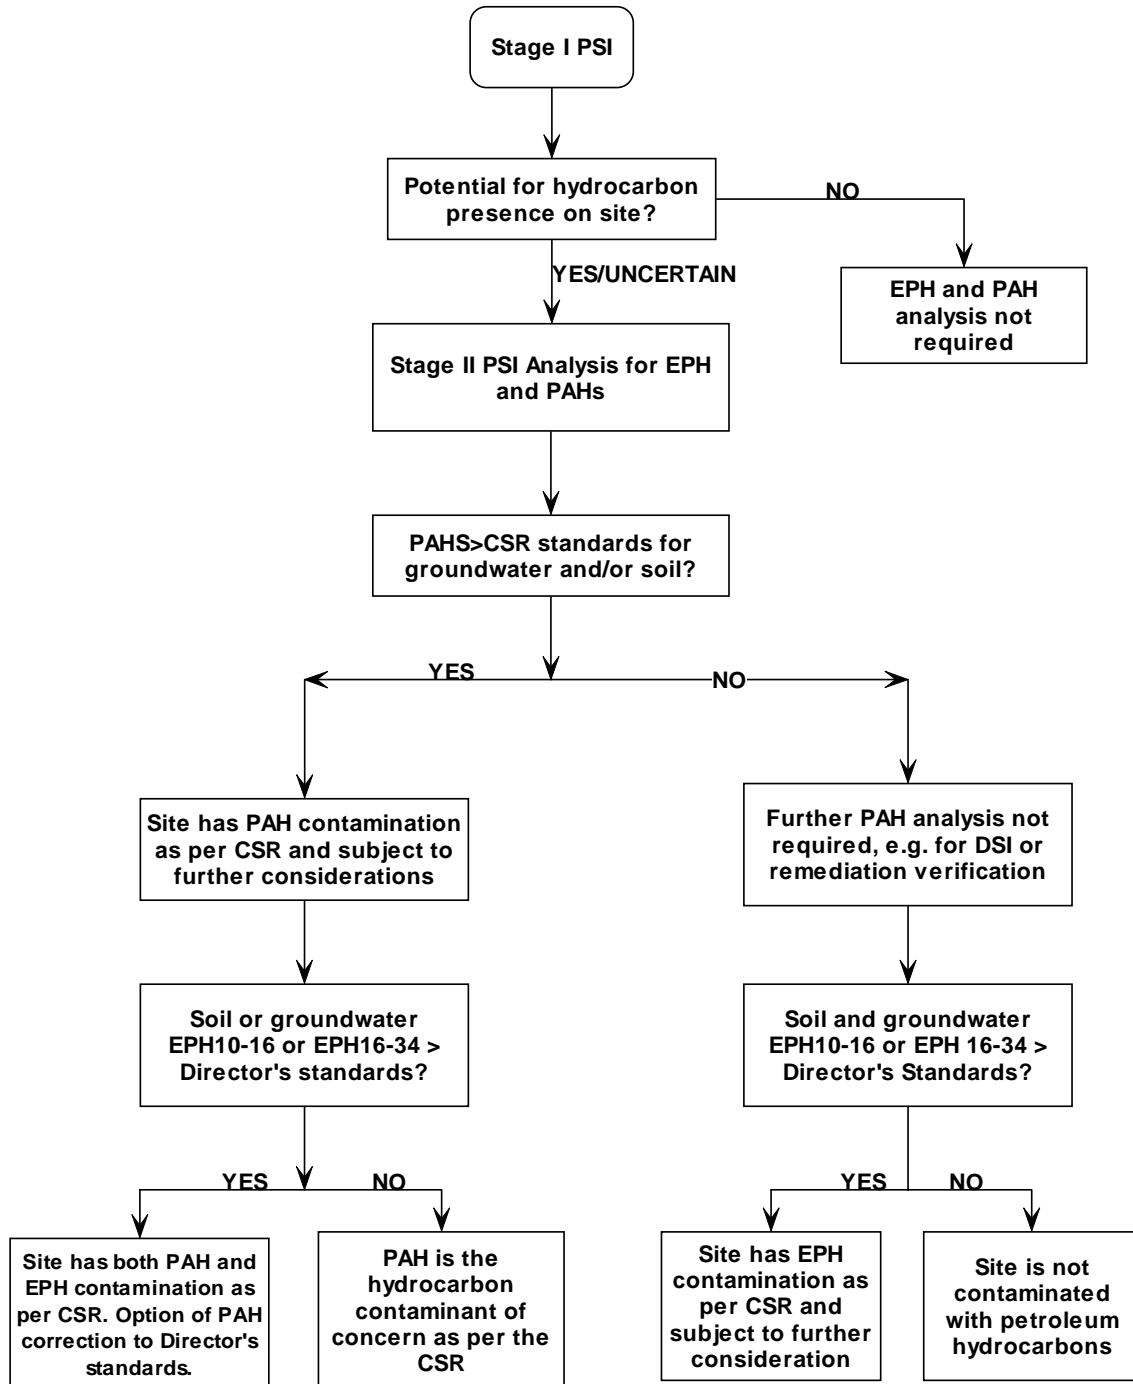 Stage I PSI
Potential for hydrocarbon
presence on site?
NO
YES/UNCERTAIN
EPH and PAH
analysis not
required
Stage II PSI Analysis for EPH
and PAHs
PAHS>CSR standards for
groundwater and/or soil?
YES
NO
Site has PAH contamination
as per CSR and subject to
further considerations
Further PAH analysis not
required, e.g. for DSI or
remediation verification
Soil or groundwater
EPH10-16 or EPH16-34 >
Director's standards?
Soil and groundwater
EPH10-16 or EPH 16-34 >
Director's Standards?
YES
NO
YES
NO
Site has both PAH and
EPH contamination as
per CSR. Option of PAH
correction to Director's
standards.
PAH is the
hydrocarbon
contaminant of
concern as per the
CSR
Site has EPH
contamination as
per CSR and
subject to further
consideration
Site is not
contaminated
with petroleum
hydrocarbons